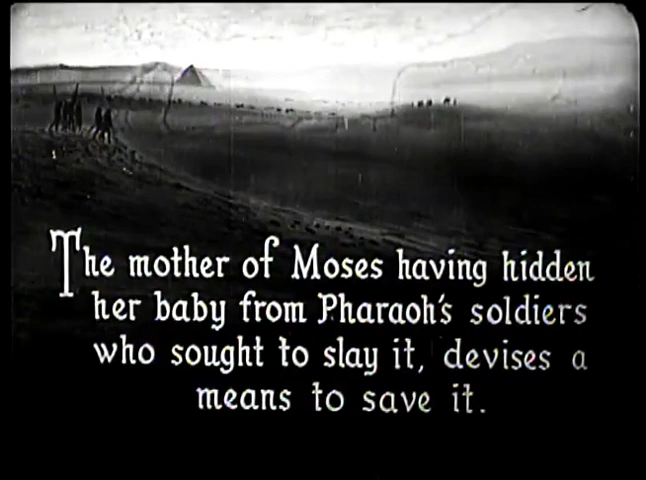 The mother of Moses having hidden
her baby from Pharaoh's soldiers
who sought to slay it, devises a
means to save it.